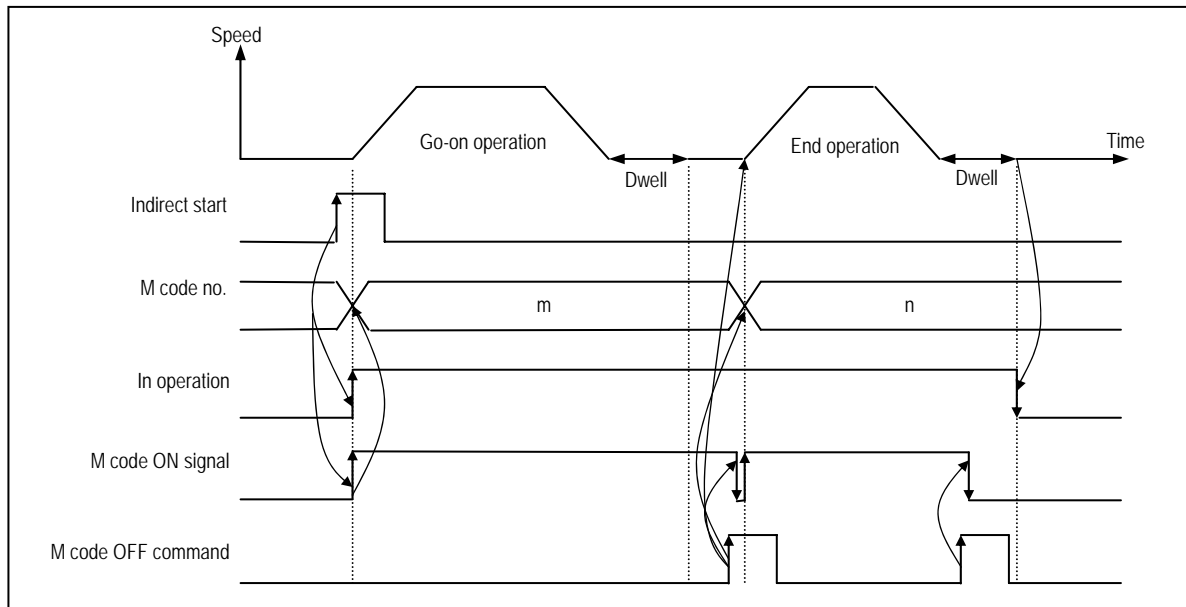 Speed
Go-on operation
End operation
Time
Dwell
Dwell
Indirect start
M code no.
m
n
In operation
M code ON signal
M code OFF command